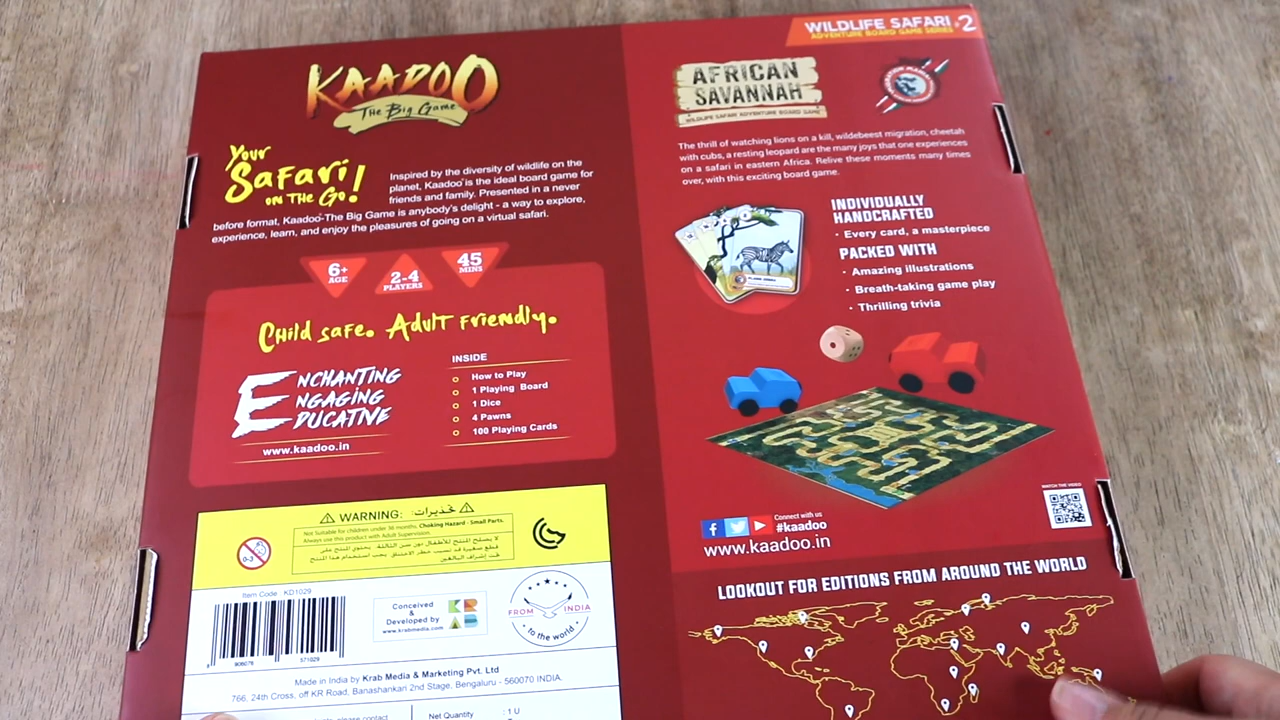 WILDLIFE SAFARI #2
ADVENTURE BOARD GAME SERIES
KAADOO
The Big Game
Your
Safari
on the Go!
Inspired by the diversity of wildlife on the
planet, Kaadoo is the ideal board game for
friends and family. Presented in a never
before format, Kaadoo-The Big Game is anybody's delight - a way to explore,
experience, learn, and enjoy the pleasures of going on a virtual safari.
6+
AGE
2-4
PLAYERS
45
MINS
Child safe. Adult friendly.
ENCHANTING
ENGAGING
EDUCATIVE
www.kaadoo.in
INSIDE
How to Play
1 Playing Board
1 Dice
4 Pawns
100 Playing Cards
WARNING: تحذيرات:
Not Suitable for children under 36 months. Choking Hazard - Small Parts.
Always use this product with Adult Supervision.
0-3
Item Code KD1029
8 906078 571029
Conceived
&
Developed by
www.krabmedia.com
KRAB
FROM INDIA
to the world
Made in India by Krab Media & Marketing Pvt. Ltd
766, 24th Cross, off KR Road, Banashankari 2nd Stage, Bengaluru - 560070 INDIA.
please contact
Net Quantity : 1 U
AFRICAN
SAVANNAH
WILDLIFE SAFARI ADVENTURE BOARD GAME
The thrill of watching lions on a kill, wildebeest migration, cheetah
with cubs, a resting leopard are the many joys that one experiences
on a safari in eastern Africa. Relive these moments many times
over, with this exciting board game.
INDIVIDUALLY
HANDCRAFTED
• Every card, a masterpiece
PACKED WITH
• Amazing illustrations
• Breath-taking game play
• Thrilling trivia
WATCH THE VIDEO
Connect with us
#kaadoo
www.kaadoo.in
LOOKOUT FOR EDITIONS FROM AROUND THE WORLD